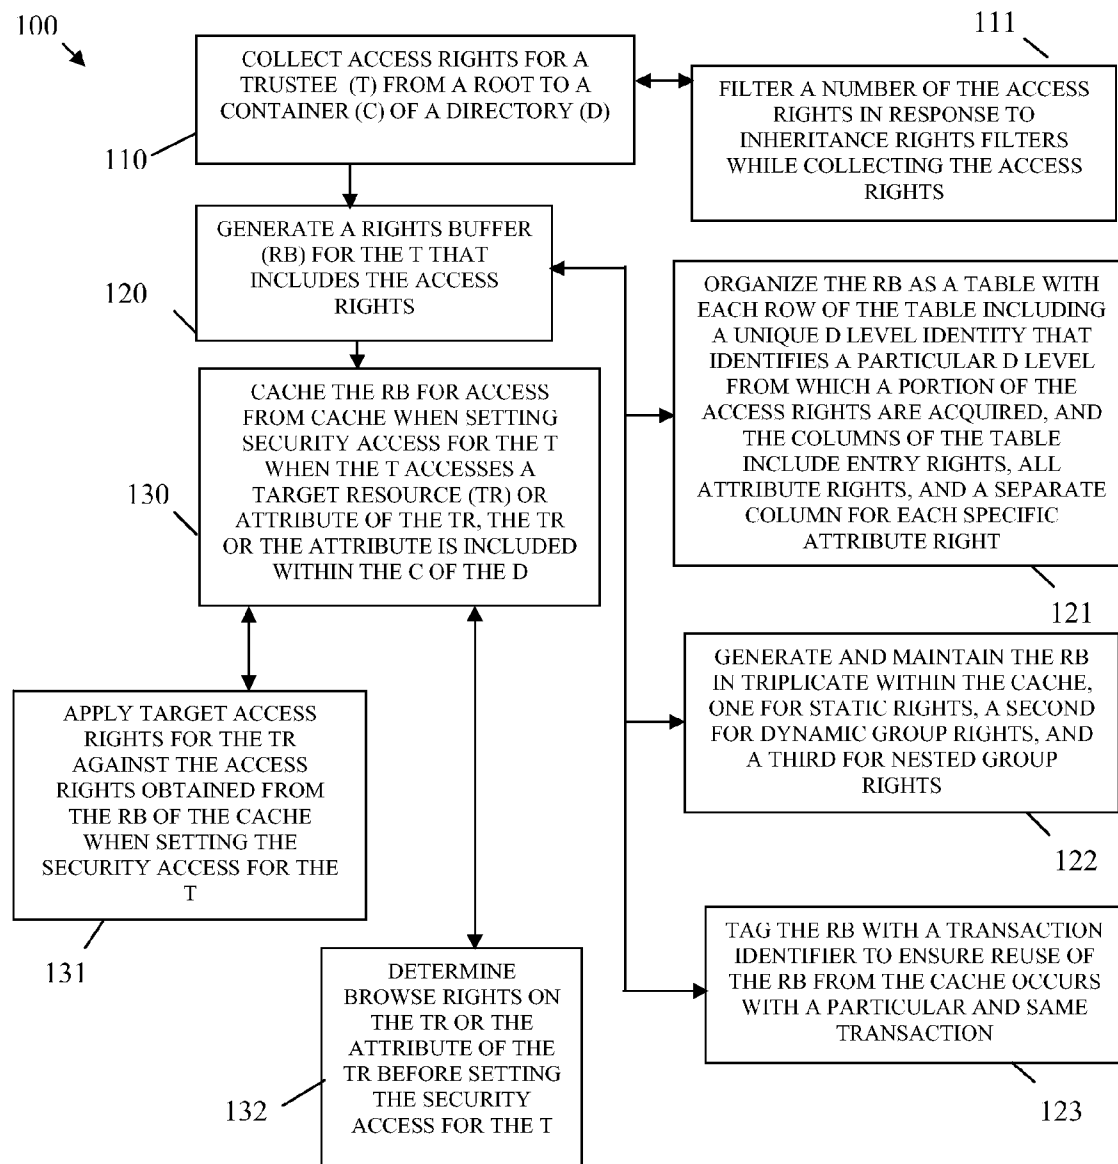 100
COLLECT ACCESS RIGHTS FOR A
TRUSTEE (T) FROM A ROOT TO A
CONTAINER (C) OF A DIRECTORY (D)
110
111
FILTER A NUMBER OF THE ACCESS
RIGHTS IN RESPONSE TO
INHERITANCE RIGHTS FILTERS
WHILE COLLECTING THE ACCESS
RIGHTS
GENERATE A RIGHTS BUFFER
(RB) FOR THE T THAT
INCLUDES THE ACCESS
RIGHTS
120
ORGANIZE THE RB AS A TABLE WITH
EACH ROW OF THE TABLE INCLUDING
A UNIQUE D LEVEL IDENTITY THAT
IDENTIFIES A PARTICULAR D LEVEL
FROM WHICH A PORTION OF THE
ACCESS RIGHTS ARE ACQUIRED, AND
THE COLUMNS OF THE TABLE
INCLUDE ENTRY RIGHTS, ALL
ATTRIBUTE RIGHTS, AND A SEPARATE
COLUMN FOR EACH SPECIFIC
ATTRIBUTE RIGHT
121
CACHE THE RB FOR ACCESS
FROM CACHE WHEN SETTING
SECURITY ACCESS FOR THE T
WHEN THE T ACCESSES A
TARGET RESOURCE (TR) OR
ATTRIBUTE OF THE TR, THE TR
OR THE ATTRIBUTE IS INCLUDED
WITHIN THE C OF THE D
130
GENERATE AND MAINTAIN THE RB
IN TRIPLICATE WITHIN THE CACHE,
ONE FOR STATIC RIGHTS, A SECOND
FOR DYNAMIC GROUP RIGHTS, AND
A THIRD FOR NESTED GROUP
RIGHTS
122
APPLY TARGET ACCESS
RIGHTS FOR THE TR
AGAINST THE ACCESS
RIGHTS OBTAINED FROM
THE RB OF THE CACHE
WHEN SETTING THE
SECURITY ACCESS FOR THE
T
131
TAG THE RB WITH A TRANSACTION
IDENTIFIER TO ENSURE REUSE OF
THE RB FROM THE CACHE OCCURS
WITH A PARTICULAR AND SAME
TRANSACTION
123
DETERMINE
BROWSE RIGHTS ON
THE TR OR THE
ATTRIBUTE OF THE
TR BEFORE SETTING
THE SECURITY
ACCESS FOR THE T
132